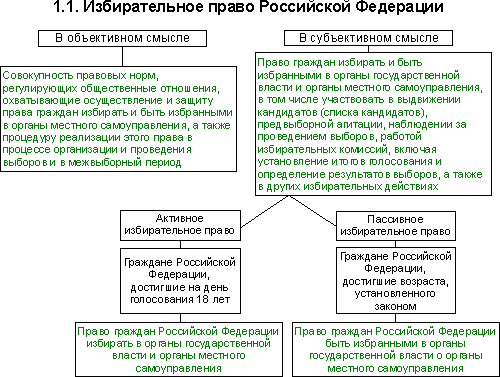 1.1. Избирательное право Российской Федерации
В объективном смысле
Совокупность правовых норм,
регулирующих общественные отношения,
охватывающие осуществление и защиту
права граждан избирать и быть избранными
в органы местного самоуправления, а также
процедуру реализации этого права в
процессе организации и проведения
выборов и в межвыборный период
В субъективном смысле
Право граждан избирать и быть
избранными в органы государственной
власти и органы местного самоуправления,
в том числе участвовать в выдвижении
кандидатов (списка кандидатов),
предвыборной агитации, наблюдении за
проведением выборов, работой
избирательных комиссий, включая
установление итогов голосования и
определение результатов выборов, а также
в других избирательных действиях
Активное
избирательное право
Граждане Российской
Федерации,
достигшие на день
голосования 18 лет
Право граждан Российской Федерации
избирать в органы государственной
власти и органы местного
самоуправления
Пассивное
избирательное право
Граждане Российской
Федерации,
достигшие возраста,
установленного
законом
Право граждан Российской Федерации
быть избранными в органы
государственной власти о органы
местного самоуправления